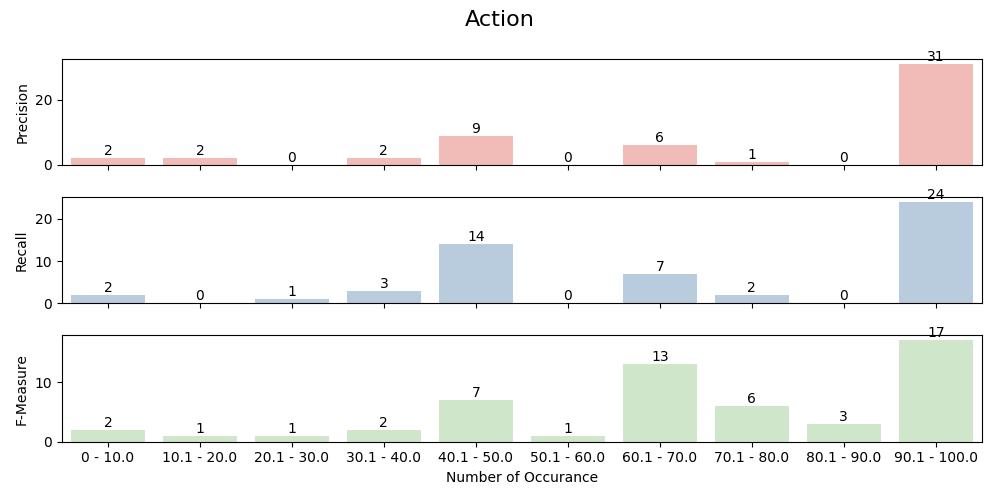 Action
Precision
20
0
2 2 0 2 9 0 6 1 0 31
Recall
20
10
0
2 0 1 3 14 0 7 2 0 24
F-Measure
10
0
2 1 1 2 7 1 13 6 3 17
0 - 10.0 10.1 - 20.0 20.1 - 30.0 30.1 - 40.0 40.1 - 50.0 50.1 - 60.0 60.1 - 70.0 70.1 - 80.0 80.1 - 90.0 90.1 - 100.0
Number of Occurance